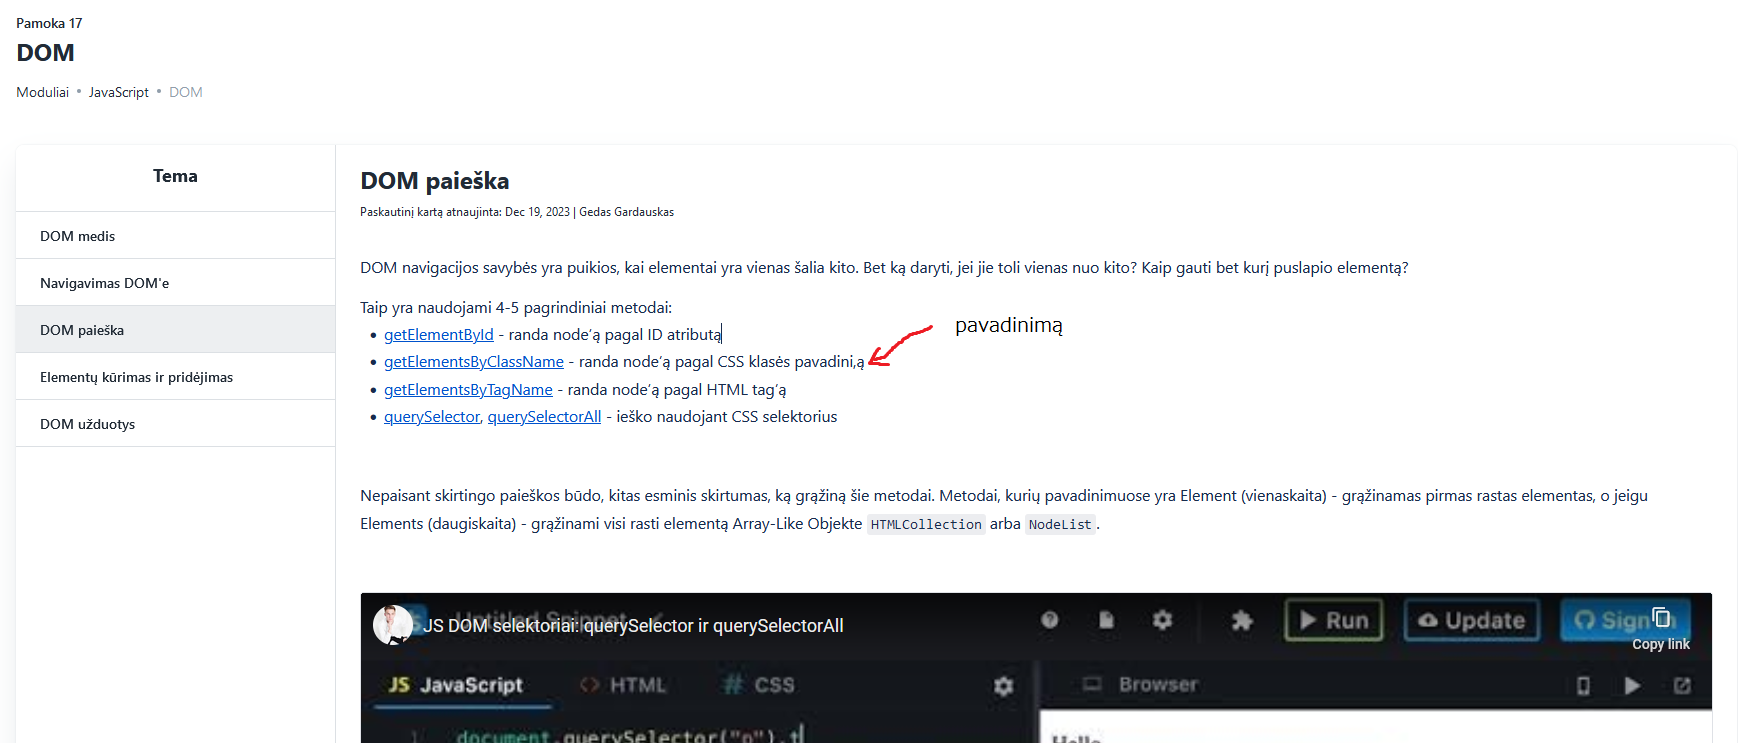 Pamoka 17
DOM
Moduliai • JavaScript • DOM
Tema
DOM medis
Navigavimas DOM'e
DOM paieška
Elementų kūrimas ir pridėjimas
DOM užduotys
DOM paieška
Paskautinį kartą atnaujinta: Dec 19, 2023 | Gedas Gardauskas
DOM navigacijos savybės yra puikios, kai elementai yra vienas šalia kito. Bet ką daryti, jei jie toli vienas nuo kito? Kaip gauti bet kurį puslapio elementą?
Taip yra naudojami 4-5 pagrindiniai metodai:
• getElementById - randa node‘ą pagal ID atributą
• getElementsByClassName - randa node‘ą pagal CSS klasės pavadini,ą
pavadinimą
• getElementsByTagName - randa node‘ą pagal HTML tag‘ą
• querySelector, querySelectorAll - ieško naudojant CSS selektorius
Nepaisant skirtingo paieškos būdo, kitas esminis skirtumas, ką grąžiną šie metodai. Metodai, kurių pavadinimuose yra Element (vienaskaita) - grąžinamas pirmas rastas elementas, o jeigu
Elements (daugiskaita) - grąžinami visi rasti elementą Array-Like Objekte HTMLCollection arba NodeList.
Untitled Snippet
JS DOM selektoriai: querySelector ir querySelectorAll
Run
Update
Sign in
Copy link
JS JavaScript
HTML
# CSS
Browser
1 document.querySelector("p").t
Hello